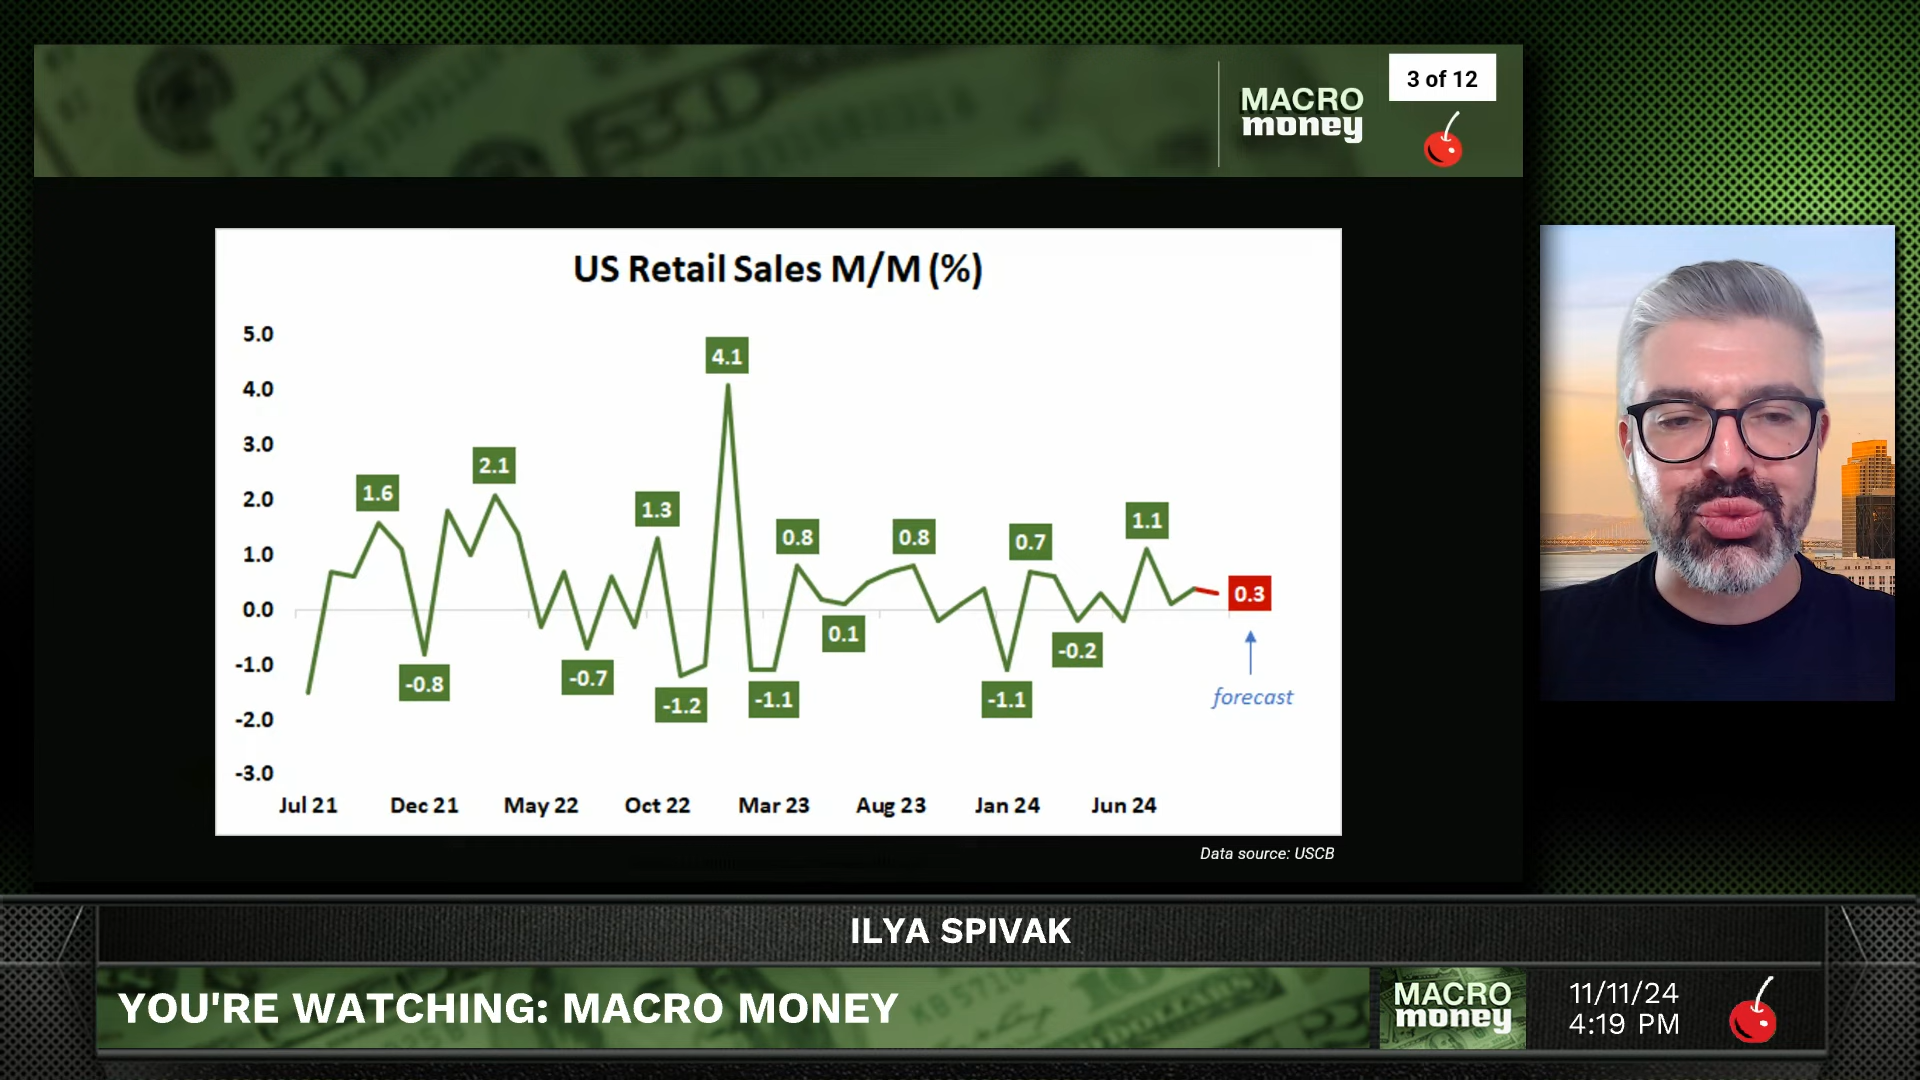 MACRO
money
3 of 12
US Retail Sales M/M (%)
5.0
4.0
3.0
2.0
1.0
0.0
-1.0
-2.0
-3.0
1.6
-0.8
2.1
-0.7
1.3
-1.2
4.1
-1.1
0.8
0.1
0.8
-1.1
0.7
-0.2
1.1
0.3
forecast
Jul 21 Dec 21 May 22 Oct 22 Mar 23 Aug 23 Jan 24 Jun 24
Data source: USCB
ILYA SPIVAK
YOU'RE WATCHING: MACRO MONEY
MACRO
money
11/11/24
4:19 PM